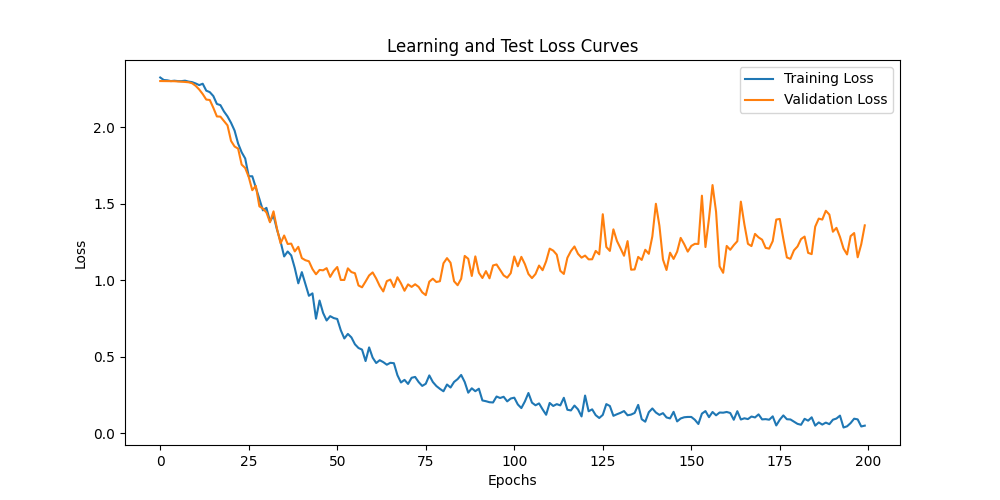 Learning and Test Loss Curves
Training Loss
Validation Loss
2.0
1.5
1.0
0.5
0.0
Loss
0 25 50 75 100 125 150 175 200
Epochs